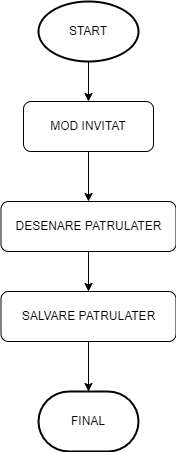 START
MOD INVITAT
DESENARE PATRULATER
SALVARE PATRULATER
FINAL